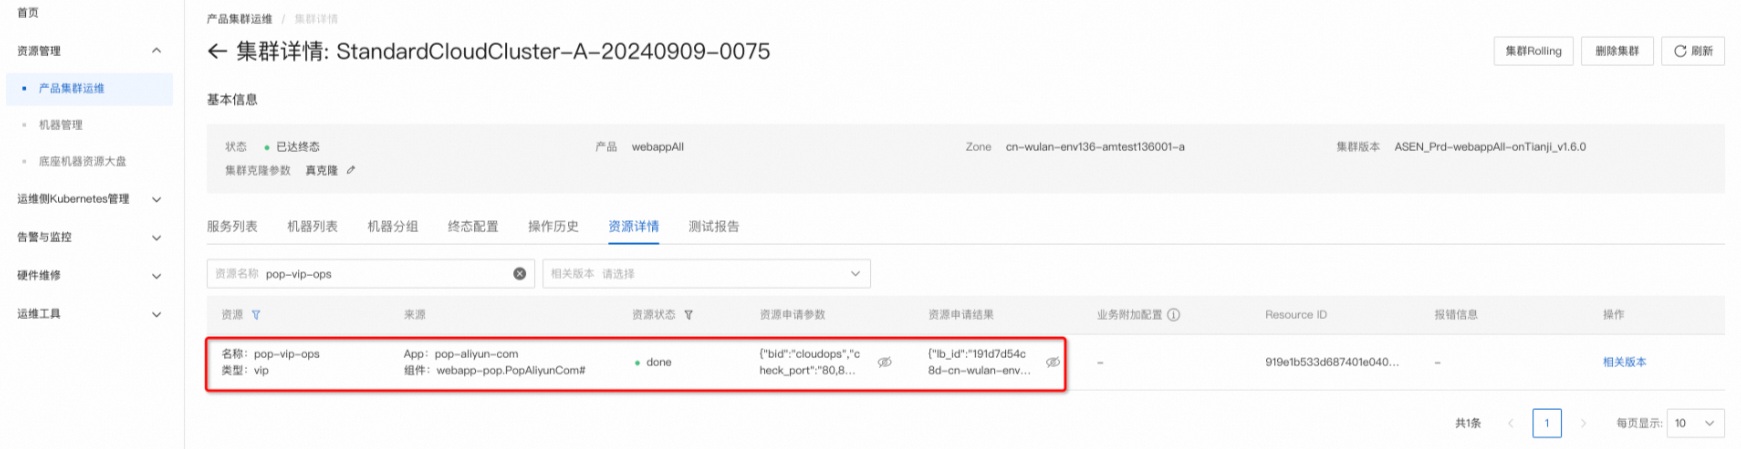 首页
资源管理
产品集群运维
机器管理
底座机器资源大盘
运维侧Kubernetes管理
告警与监控
硬件维修
运维工具
产品集群运维 / 集群详情
← 集群详情: StandardCloudCluster-A-20240909-0075
集群Rolling 删除集群 刷新
基本信息
状态 已达终态 产品 webappAll Zone cn-wulan-env136-amtest136001-a 集群版本 ASEN_Prd-webappAll-onTianji_v1.6.0
集群克隆参数 真克隆
服务列表 机器列表 机器分组 终态配置 操作历史 资源详情 测试报告
资源名称 pop-vip-ops 相关版本 请选择
资源 来源 资源状态 资源申请参数 资源申请结果 业务附加配置 Resource ID 报错信息 操作
名称: pop-vip-ops App: pop-aliyun-com {"bid":"cloudops","c {"lb_id":"191d7d54c
done – 919e1b533d687401e040... – 相关版本
类型: vip 组件: webapp-pop.PopAliyunCom# heck_port":"80,8... 8d-cn-wulan-env...
共1条 < 1 > 每页显示: 10